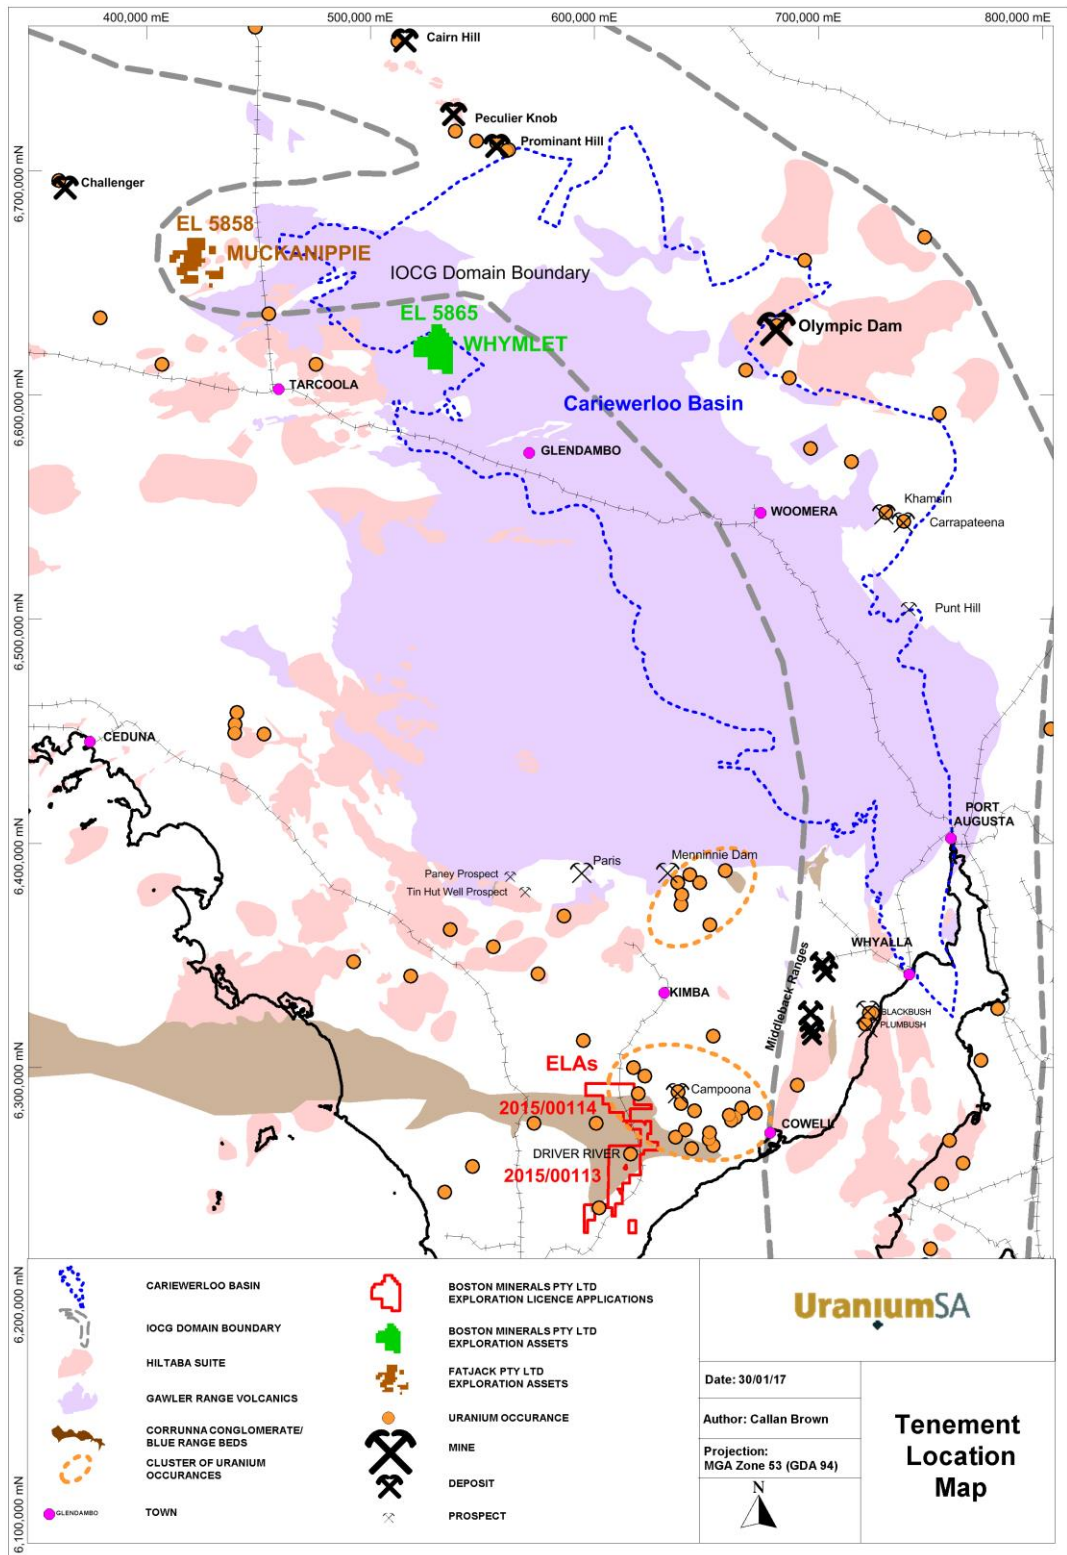 400,000 mE
500,000 mE
600,000 mE
700,000 mE
800,000 mE
Cairn Hill
Peculier Knob
Prominant Hill
6,700,000 mN
Challenger
EL 5858
MUCKANIPPIE
IOCG Domain Boundary
EL 5865
WHYMLET
Olympic Dam
TARCOOLA
6,600,000 mN
Cariewerloo Basin
GLENDAMBO
Khamsin
WOOMERA
Carrapateena
Punt Hill
6,500,000 mN
CEDUNA
PORT
AUGUSTA
6,400,000 mN
Paris
Menninnie Dam
Paney Prospect
Tin Hut Well Prospect
WHYALLA
Middleback Ranges
KIMBA
BLACKBUSH
PLUMBUSH
6,300,000 mN
ELAs
Campoona
2015/00114
COWELL
DRIVER RIVER
2015/00113
6,200,000 mN
CARIEWERLOO BASIN
IOCG DOMAIN BOUNDARY
HILTABA SUITE
GAWLER RANGE VOLCANICS
CORRUNNA CONGLOMERATE/
BLUE RANGE BEDS
CLUSTER OF URANIUM
OCCURANCES
GLENDAMBO
TOWN
BOSTON MINERALS PTY LTD
EXPLORATION LICENCE APPLICATIONS
BOSTON MINERALS PTY LTD
EXPLORATION ASSETS
FATJACK PTY LTD
EXPLORATION ASSETS
URANIUM OCCURANCE
MINE
DEPOSIT
PROSPECT
6,100,000 mN
UraniumSA
Date: 30/01/17
Author: Callan Brown
Projection:
MGA Zone 53 (GDA 94)
N
Tenement
Location
Map